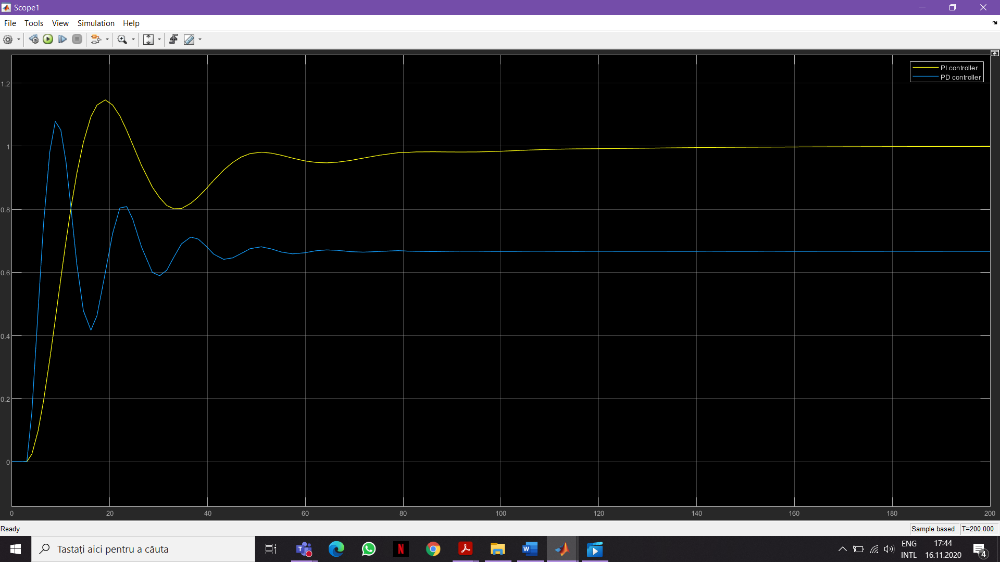 Scope1
File Tools View Simulation Help
PI controller
PD controller
1.2
1
0.8
0.6
0.4
0.2
0
0 20 40 60 80 100 120 140 160 180 200
Ready
Sample based T=200.000
Tastați aici pentru a căuta
T
N
W
ENG
INTL
17:44
16.11.2020
4